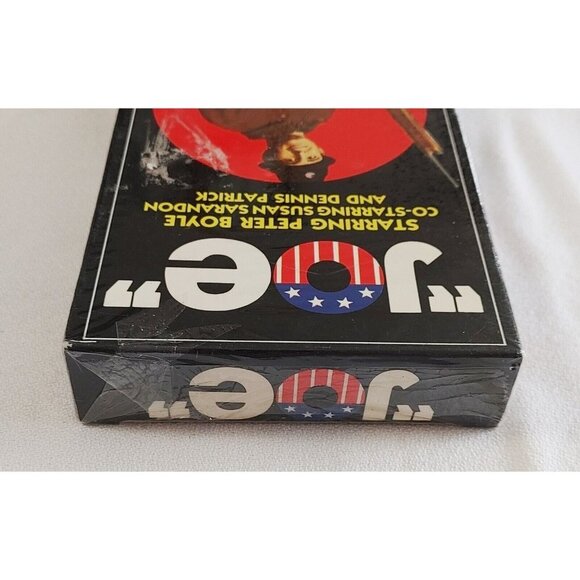 "JOE"
STARRING PETER BOYLE
CO-STARRING SUSAN SARANDON
AND DENNIS PATRICK
"JOE"